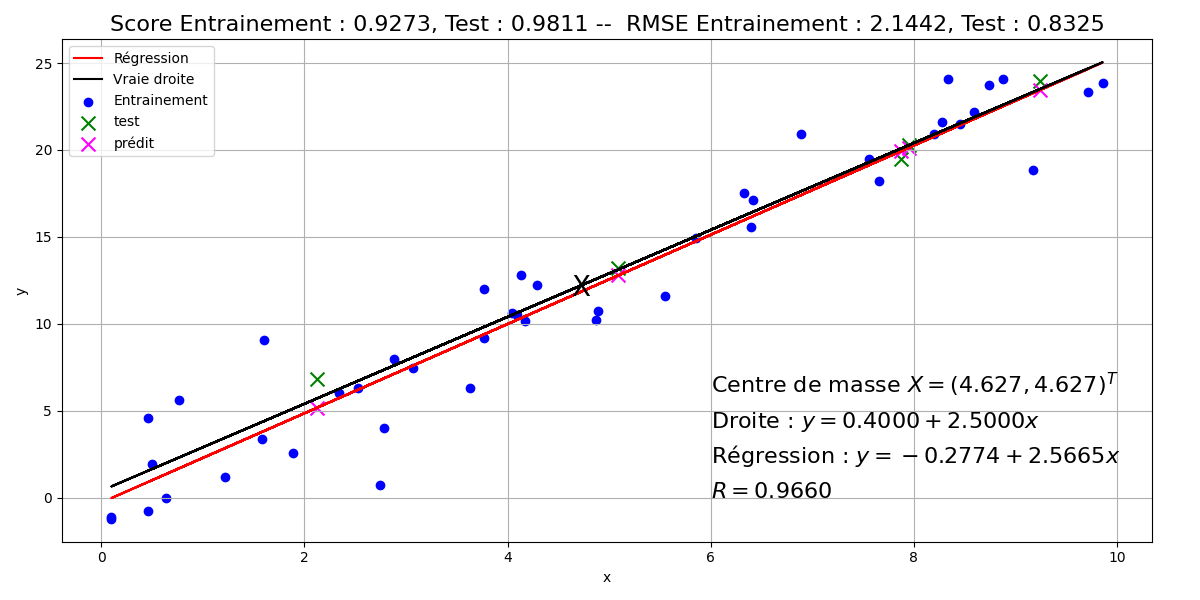 Score Entrainement : 0.9273, Test : 0.9811 -- RMSE Entrainement : 2.1442, Test : 0.8325
Régression
Vraie droite
Entrainement
test
prédit
25
20
15
10
5
0
y
X
Centre de masse X = (4.627, 4.627)^T
Droite : y = 0.4000 + 2.5000x
Régression : y = −0.2774 + 2.5665x
R = 0.9660
0 2 4 6 8 10
x